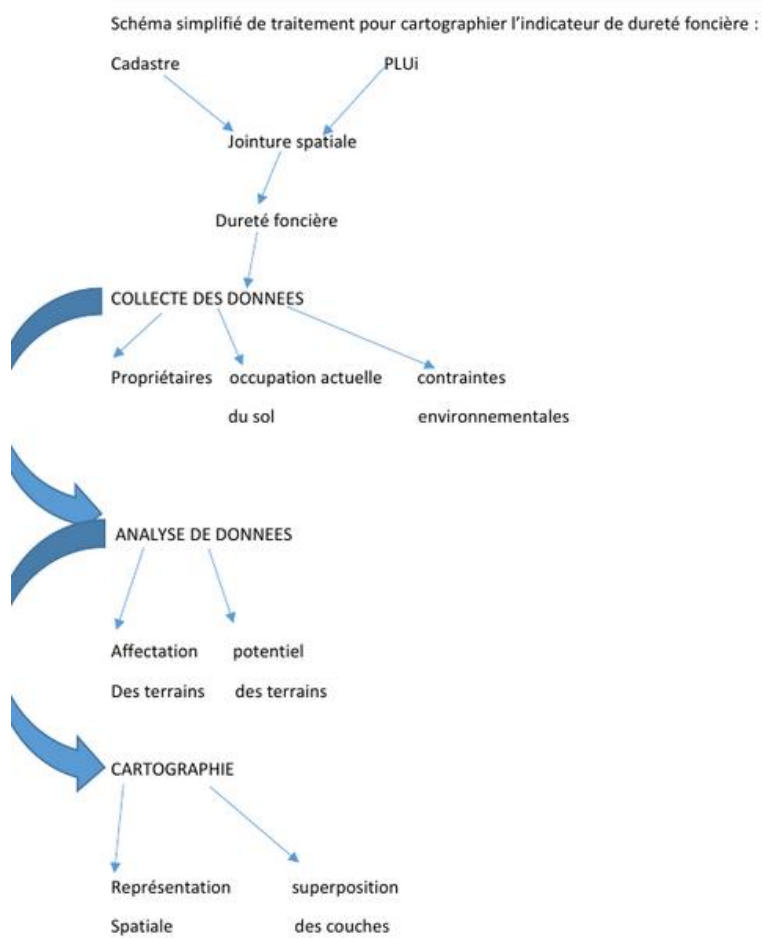 Schéma simplifié de traitement pour cartographier l’indicateur de dureté foncière :
Cadastre PLUi
Jointure spatiale
Dureté foncière
COLLECTE DES DONNEES
Propriétaires occupation actuelle contraintes
du sol environnementales
ANALYSE DE DONNEES
Affectation potentiel
Des terrains des terrains
CARTOGRAPHIE
Représentation superposition
Spatiale des couches